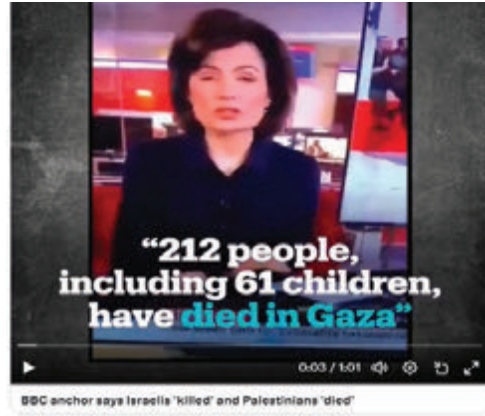 “212 people,
including 61 children,
have died in Gaza”
0:03 / 1:01
BBC anchor says Israelis 'killed' and Palestinians 'died'